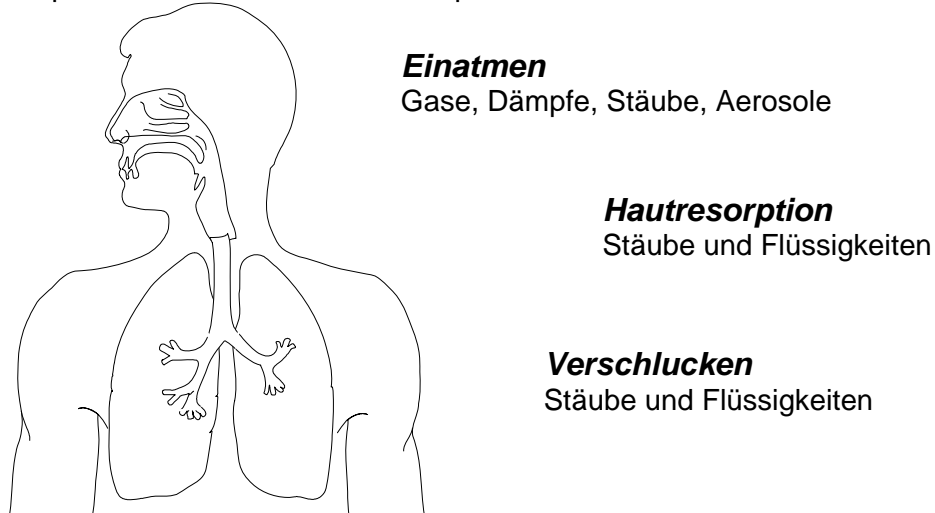 Einatmen
Gase, Dämpfe, Stäube, Aerosole
Hautresorption
Stäube und Flüssigkeiten
Verschlucken
Stäube und Flüssigkeiten